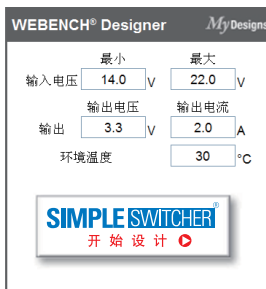 WEBENCH® Designer MyDesigns
最小 最大
输入电压 14.0 V 22.0 V
输出电压 输出电流
输出 3.3 V 2.0 A
环境温度 30 °C
SIMPLE SWITCHER®
开始设计